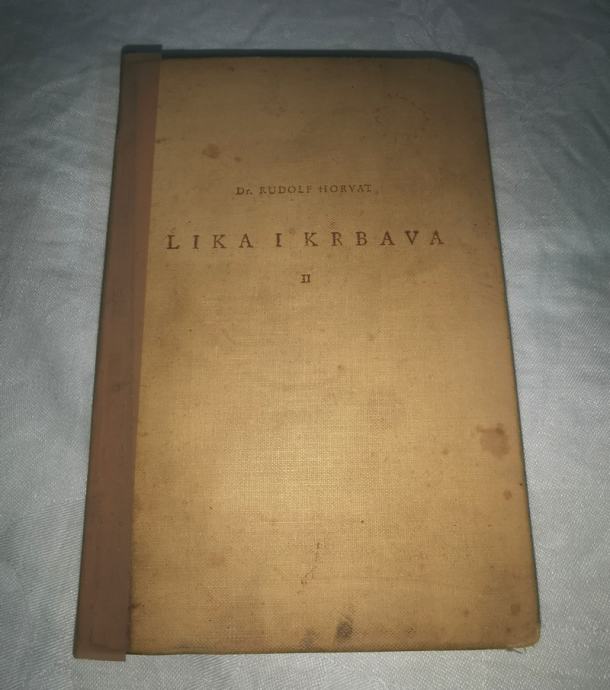 Dr. RUDOLF HORVAT
LIKA I KRBAVA
II